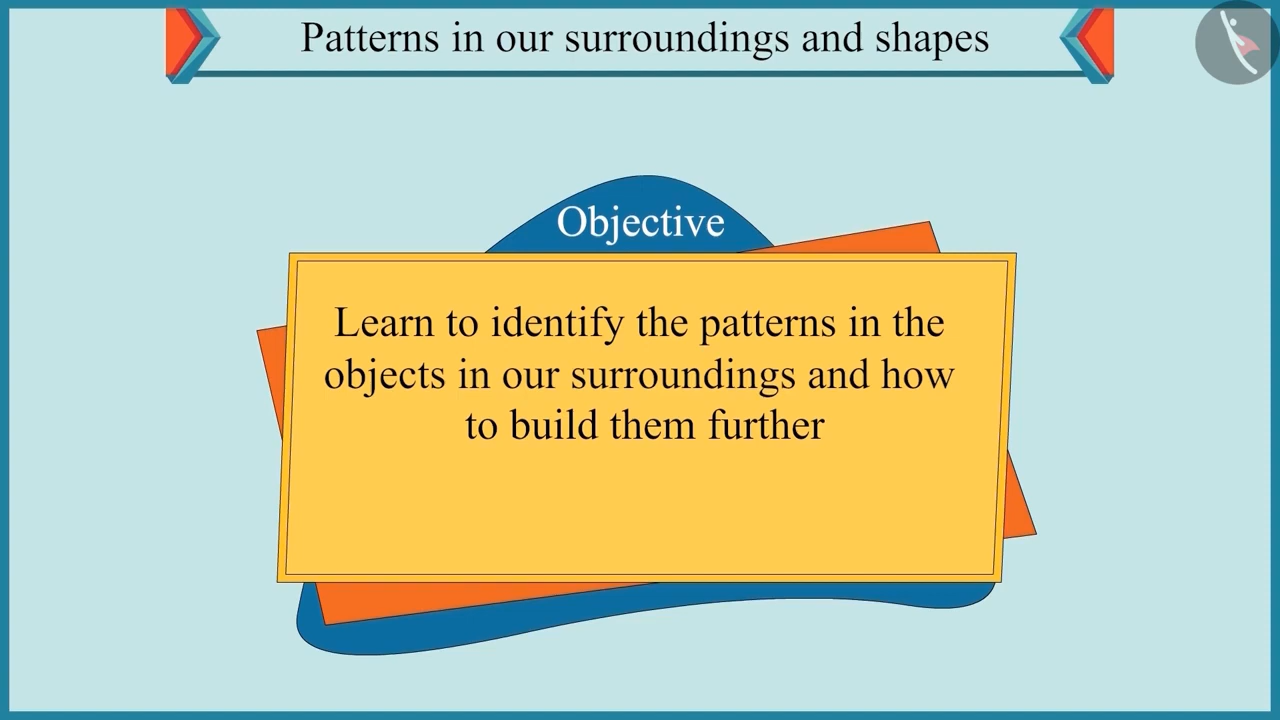 Patterns in our surroundings and shapes
Objective
Learn to identify the patterns in the
objects in our surroundings and how
to build them further